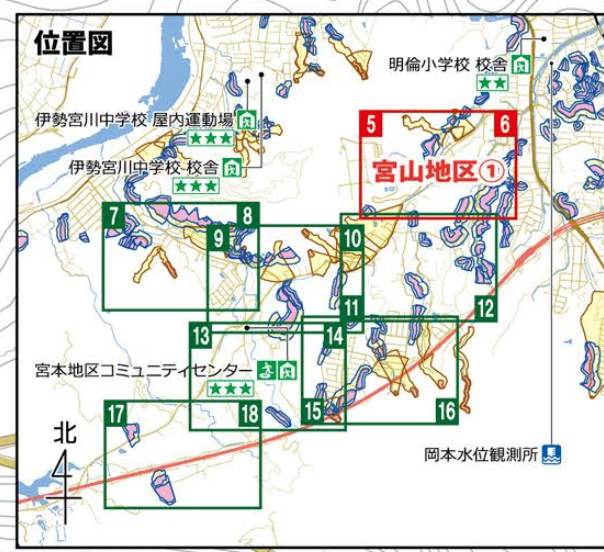 位置図
明倫小学校 校舎
★★
伊勢宮川中学校 屋内運動場
★★★
伊勢宮川中学校 校舎
★★★
5
6
宮山地区①
7
8
9
10
11
12
13
14
宮本地区コミュニティセンター
★★★
15
16
17
18
北
岡本水位観測所